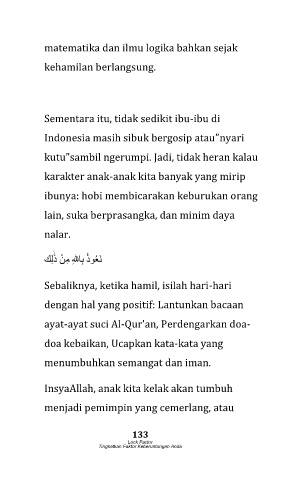 matematika dan ilmu logika bahkan sejak
kehamilan berlangsung.
Sementara itu, tidak sedikit ibu-ibu di
Indonesia masih sibuk bergosip atau"nyari
kutu"sambil ngerumpi. Jadi, tidak heran kalau
karakter anak-anak kita banyak yang mirip
ibunya: hobi membicarakan keburukan orang
lain, suka berprasangka, dan minim daya
nalar.
نَعُوذُ بِاللهِ مِنْ ذٰلِك
Sebaliknya, ketika hamil, isilah hari-hari
dengan hal yang positif: Lantunkan bacaan
ayat-ayat suci Al-Qur'an, Perdengarkan doa-
doa kebaikan, Ucapkan kata-kata yang
menumbuhkan semangat dan iman.
InsyaAllah, anak kita kelak akan tumbuh
menjadi pemimpin yang cemerlang, atau
133
Luck Factor
Tingkatkan Faktor Keberuntungan Anda